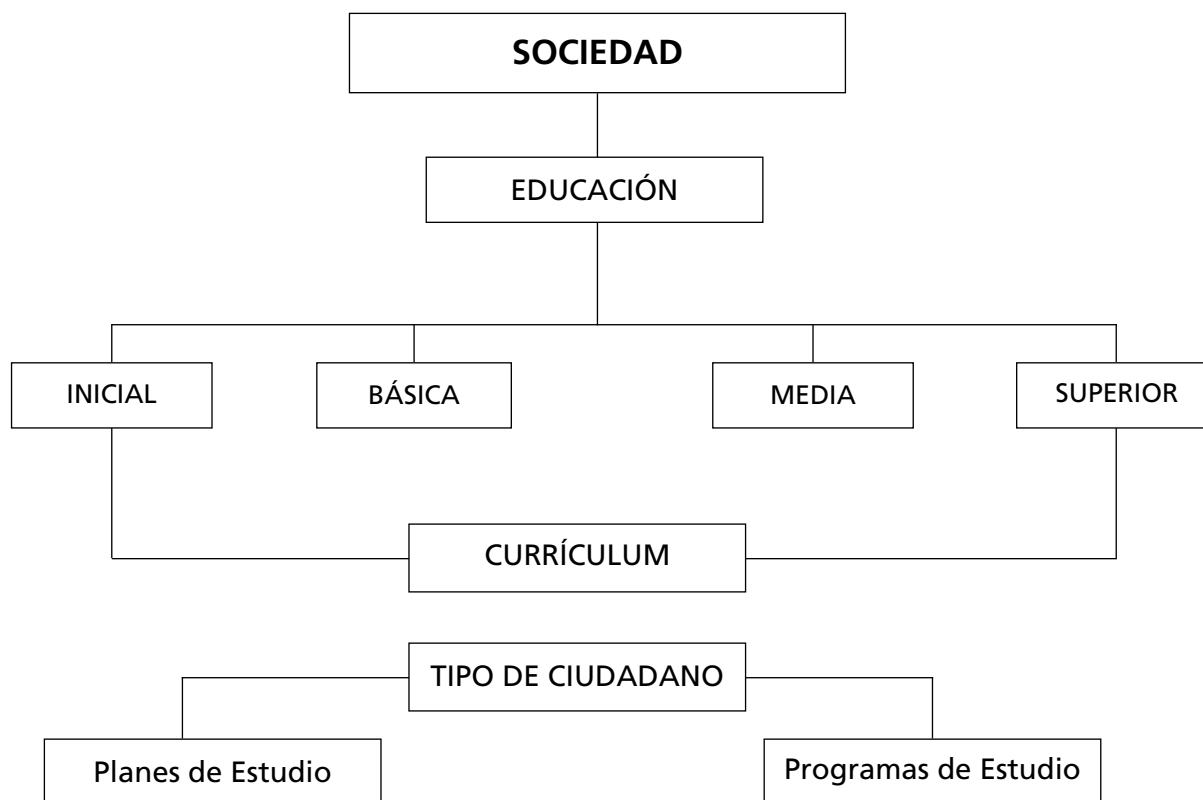 SOCIEDAD
EDUCACIÓN
INICIAL
BÁSICA
MEDIA
SUPERIOR
CURRÍCULUM
TIPO DE CIUDADANO
Planes de Estudio
Programas de Estudio